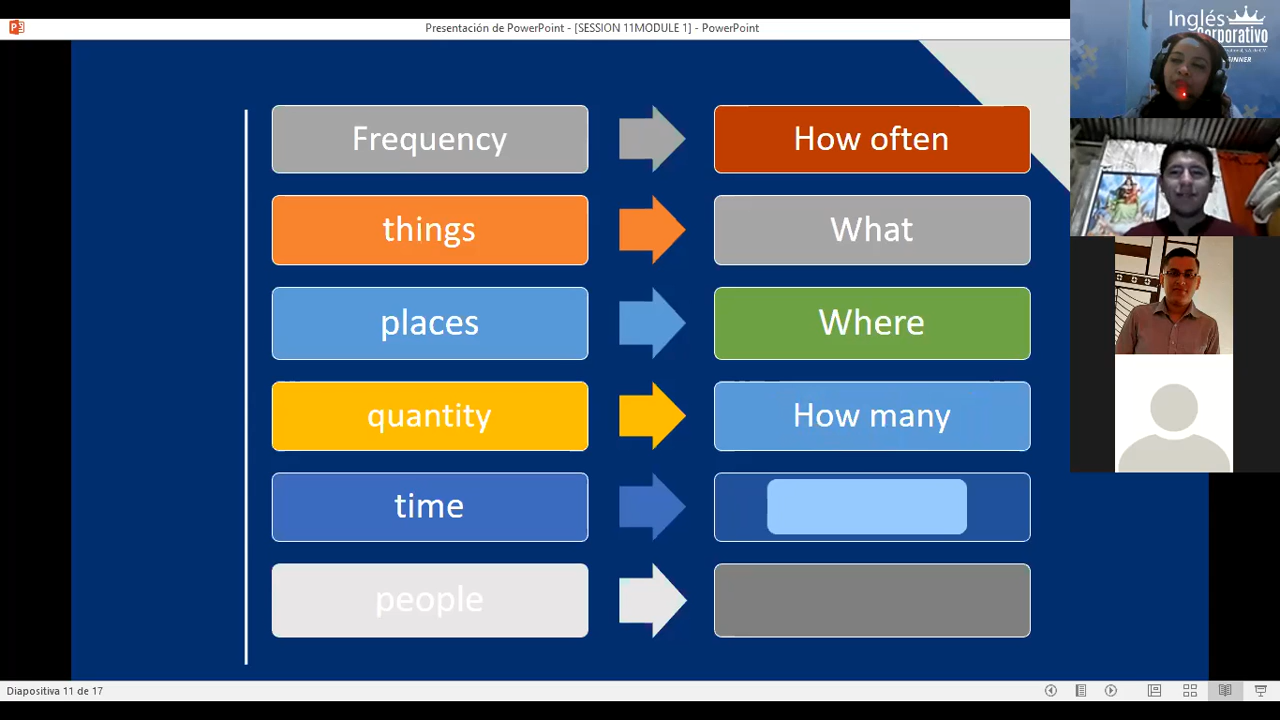 Presentación de PowerPoint - [SESSION 11MODULE 1] - PowerPoint
Inglés
Corporativo
Frequency
How often
things
What
places
Where
quantity
How many
time
people
Diapositiva 11 de 17